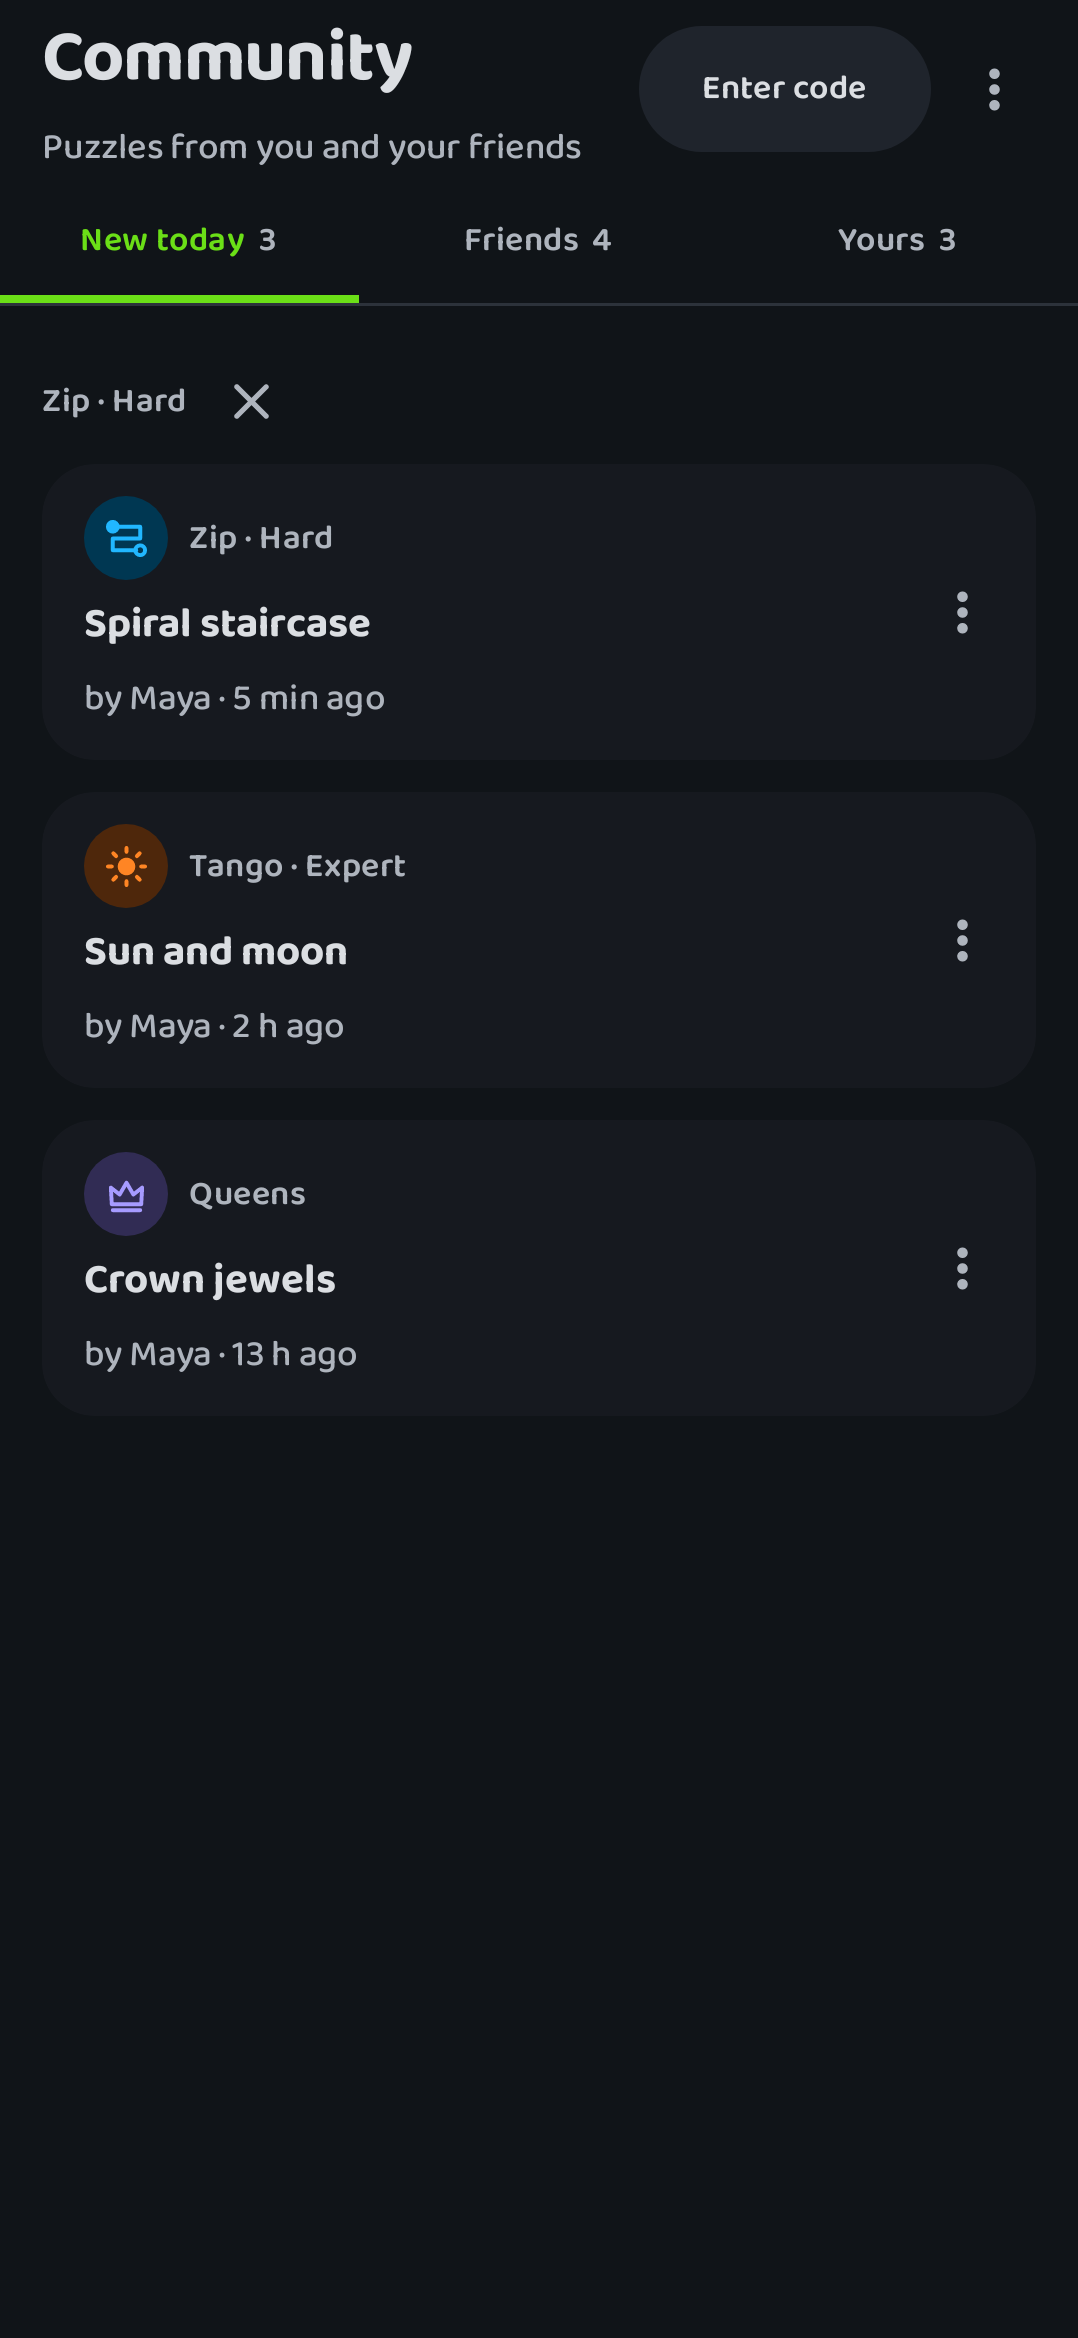 Community
Enter code
Puzzles from you and your friends
New today 3
Friends 4
Yours 3
Zip · Hard
Zip · Hard
Spiral staircase
by Maya · 5 min ago
Tango · Expert
Sun and moon
by Maya · 2 h ago
Queens
Crown jewels
by Maya · 13 h ago